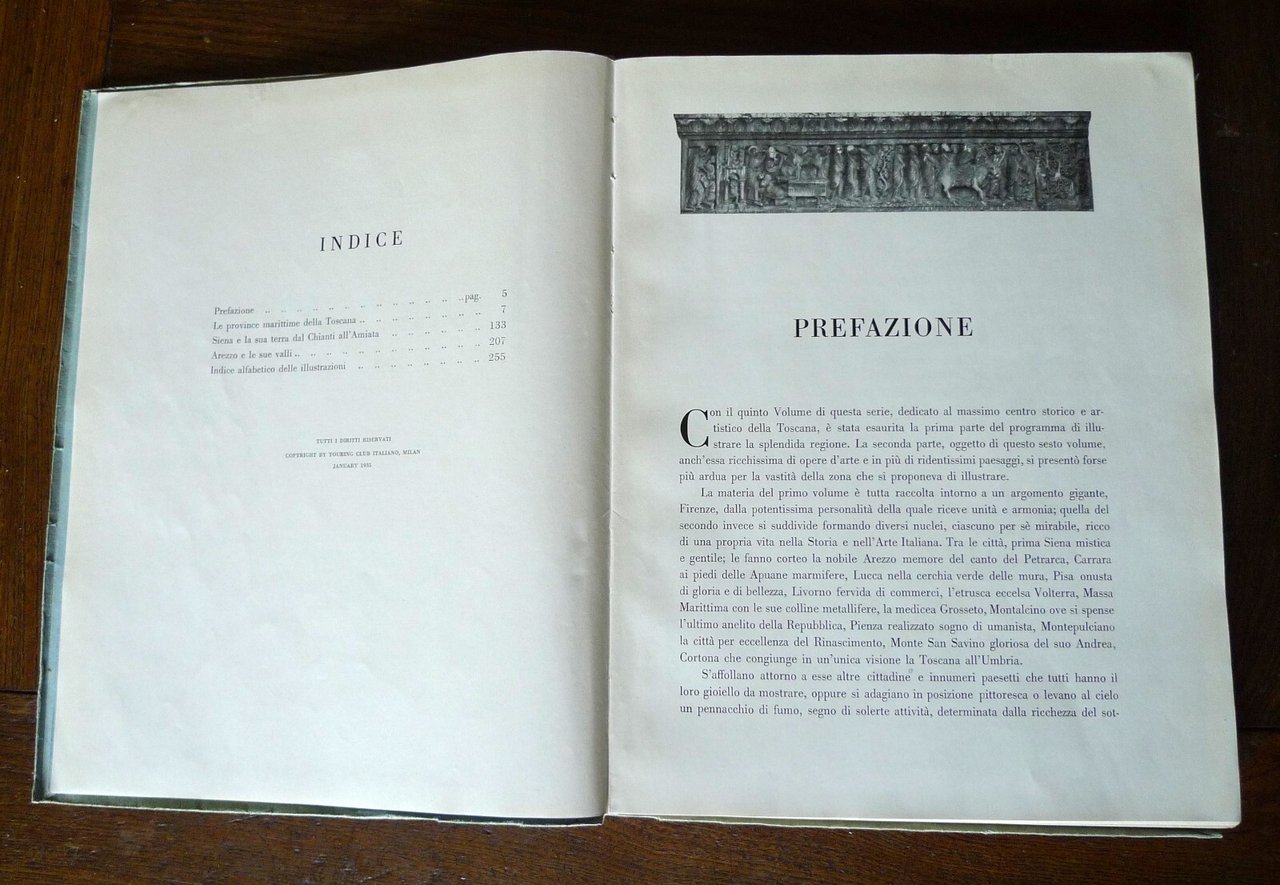 INDICE
Prefazione .. .. .. .. .. .. .. .. .. .. .. .. ..pag. 5
Le province marittime della Toscana .. .. .. .. .. .. .. .. 7
Siena e la sua terra dal Chianti all'Amiata .. .. .. .. .. .. 133
Arezzo e le sue valli .. .. .. .. .. .. .. .. .. .. .. .. 207
Indice alfabetico delle illustrazioni .. .. .. .. .. .. .. .. 255
TUTTI I DIRITTI RISERVATI
COPYRIGHT BY TOURING CLUB ITALIANO, MILAN
JANUARY 1935
PREFAZIONE
Con il quinto Volume di questa serie, dedicato al massimo centro storico e ar-
tistico della Toscana, è stata esaurita la prima parte del programma di illu-
strare la splendida regione. La seconda parte, oggetto di questo sesto volume,
anch'essa ricchissima di opere d'arte e in più di ridentissimi paesaggi, si presentò forse
più ardua per la vastità della zona che si proponeva di illustrare.
La materia del primo volume è tutta raccolta intorno a un argomento gigante,
Firenze, dalla potentissima personalità della quale riceve unità e armonia; quella del
secondo invece si suddivide formando diversi nuclei, ciascuno per sè mirabile, ricco
di una propria vita nella Storia e nell'Arte Italiana. Tra le città, prima Siena mistica
e gentile; le fanno corteo la nobile Arezzo memore del canto del Petrarca, Carrara
ai piedi delle Apuane marmifere, Lucca nella cerchia verde delle mura, Pisa onusta
di gloria e di bellezza, Livorno fervida di commerci, l'etrusca eccelsa Volterra, Massa
Marittima con le sue colline metallifere, la medicea Grosseto, Montalcino ove si spense
l'ultimo anelito della Repubblica, Pienza realizzato sogno di umanista, Montepulciano
la città per eccellenza del Rinascimento, Monte San Savino gloriosa del suo Andrea,
Cortona che congiunge in un'unica visione la Toscana all'Umbria.
S'affollano attorno a esse altre cittadine e innumeri paesetti che tutti hanno il
loro gioiello da mostrare, oppure si adagiano in posizione pittoresca o levano al cielo
un pennacchio di fumo, segno di solerte attività, determinata dalla ricchezza del sot-